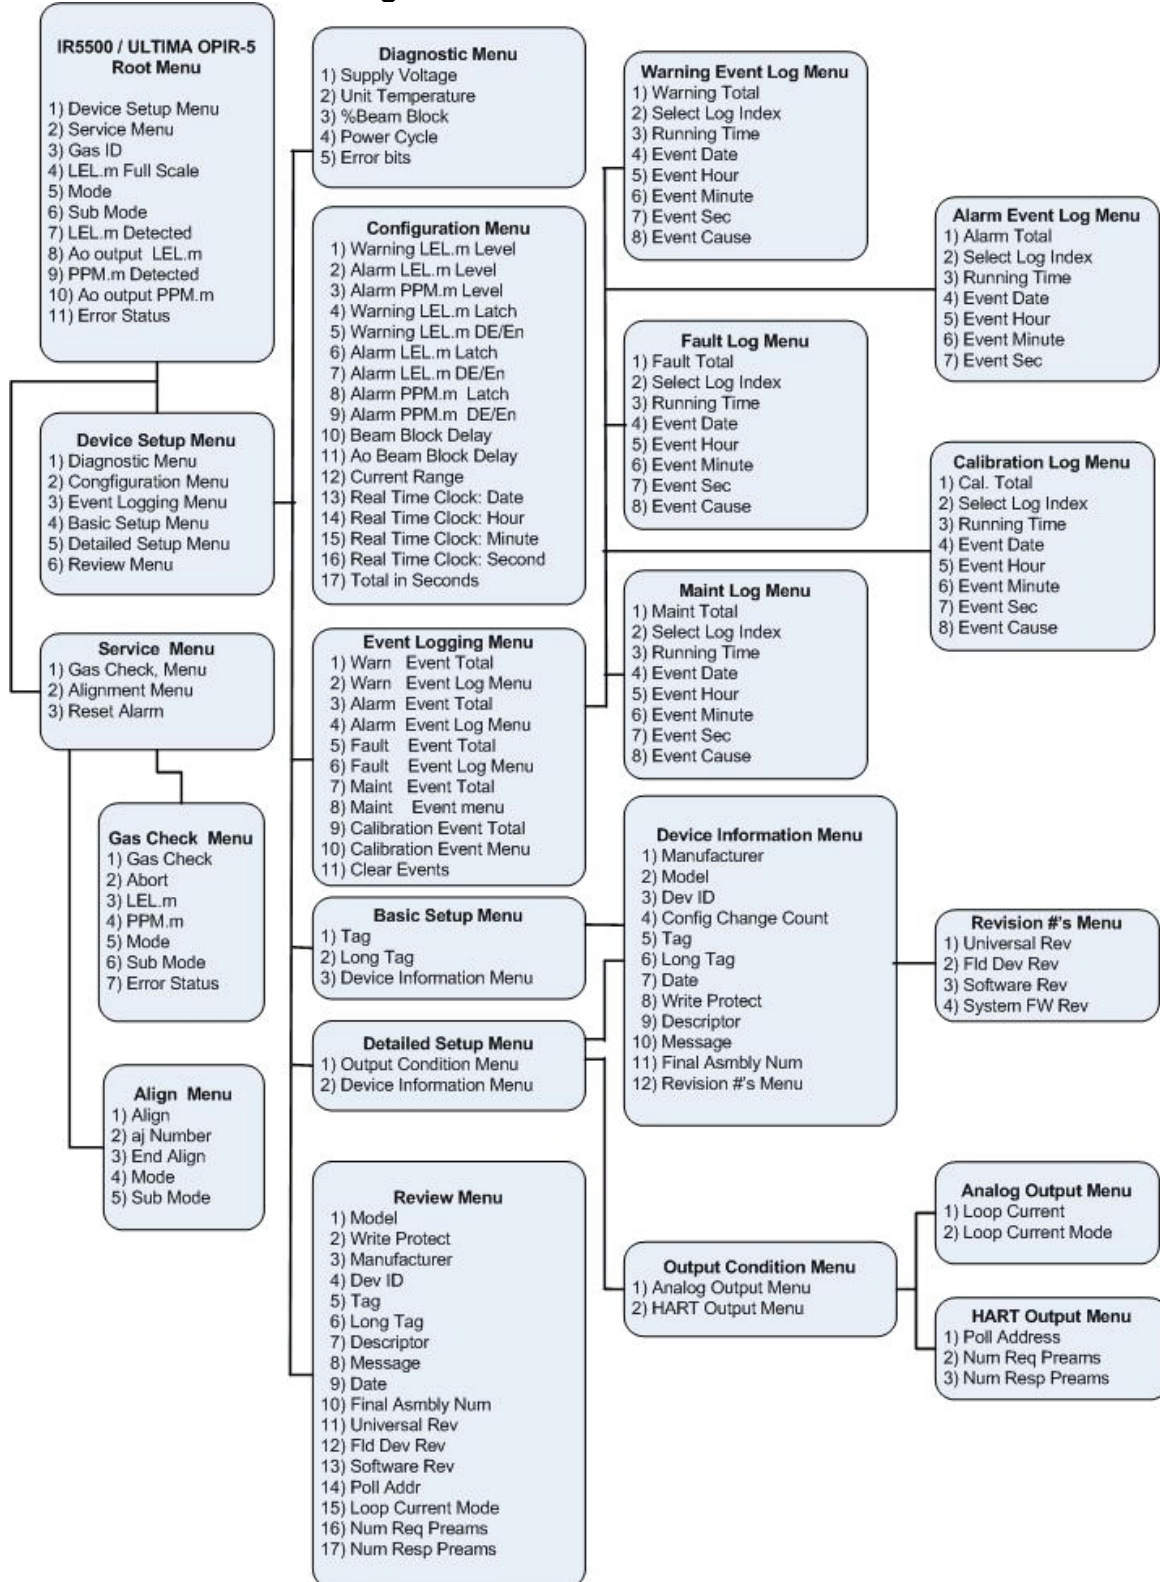 IR5500 / ULTIMA OPIR-5
Root Menu
1) Device Setup Menu
2) Service Menu
3) Gas ID
4) LEL.m Full Scale
5) Mode
6) Sub Mode
7) LEL.m Detected
8) Ao output LEL.m
9) PPM.m Detected
10) Ao output PPM.m
11) Error Status
Device Setup Menu
1) Diagnostic Menu
2) Congfiguration Menu
3) Event Logging Menu
4) Basic Setup Menu
5) Detailed Setup Menu
6) Review Menu
Service Menu
1) Gas Check, Menu
2) Alignment Menu
3) Reset Alarm
Gas Check Menu
1) Gas Check
2) Abort
3) LEL.m
4) PPM.m
5) Mode
6) Sub Mode
7) Error Status
Align Menu
1) Align
2) aj Number
3) End Align
4) Mode
5) Sub Mode
Diagnostic Menu
1) Supply Voltage
2) Unit Temperature
3) %Beam Block
4) Power Cycle
5) Error bits
Configuration Menu
1) Warning LEL.m Level
2) Alarm LEL.m Level
3) Alarm PPM.m Level
4) Warning LEL.m Latch
5) Warning LEL.m DE/En
6) Alarm LEL.m Latch
7) Alarm LEL.m DE/En
8) Alarm PPM.m Latch
9) Alarm PPM.m DE/En
10) Beam Block Delay
11) Ao Beam Block Delay
12) Current Range
13) Real Time Clock: Date
14) Real Time Clock: Hour
15) Real Time Clock: Minute
16) Real Time Clock: Second
17) Total in Seconds
Event Logging Menu
1) Warn Event Total
2) Warn Event Log Menu
3) Alarm Event Total
4) Alarm Event Log Menu
5) Fault Event Total
6) Fault Event Log Menu
7) Maint Event Total
8) Maint Event menu
9) Calibration Event Total
10) Calibration Event Menu
11) Clear Events
Basic Setup Menu
1) Tag
2) Long Tag
3) Device Information Menu
Detailed Setup Menu
1) Output Condition Menu
2) Device Information Menu
Review Menu
1) Model
2) Write Protect
3) Manufacturer
4) Dev ID
5) Tag
6) Long Tag
7) Descriptor
8) Message
9) Date
10) Final Asmbly Num
11) Universal Rev
12) Fld Dev Rev
13) Software Rev
14) Poll Addr
15) Loop Current Mode
16) Num Req Preams
17) Num Resp Preams
Warning Event Log Menu
1) Warning Total
2) Select Log Index
3) Running Time
4) Event Date
5) Event Hour
6) Event Minute
7) Event Sec
8) Event Cause
Fault Log Menu
1) Fault Total
2) Select Log Index
3) Running Time
4) Event Date
5) Event Hour
6) Event Minute
7) Event Sec
8) Event Cause
Maint Log Menu
1) Maint Total
2) Select Log Index
3) Running Time
4) Event Date
5) Event Hour
6) Event Minute
7) Event Sec
8) Event Cause
Device Information Menu
1) Manufacturer
2) Model
3) Dev ID
4) Config Change Count
5) Tag
6) Long Tag
7) Date
8) Write Protect
9) Descriptor
10) Message
11) Final Asmbly Num
12) Revision #'s Menu
Output Condition Menu
1) Analog Output Menu
2) HART Output Menu
Alarm Event Log Menu
1) Alarm Total
2) Select Log Index
3) Running Time
4) Event Date
5) Event Hour
6) Event Minute
7) Event Sec
Calibration Log Menu
1) Cal. Total
2) Select Log Index
3) Running Time
4) Event Date
5) Event Hour
6) Event Minute
7) Event Sec
8) Event Cause
Revision #'s Menu
1) Universal Rev
2) Fld Dev Rev
3) Software Rev
4) System FW Rev
Analog Output Menu
1) Loop Current
2) Loop Current Mode
HART Output Menu
1) Poll Address
2) Num Req Preams
3) Num Resp Preams